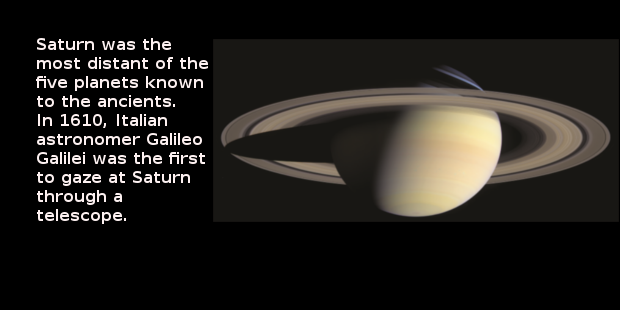 Saturn was the
most distant of the
five planets known
to the ancients.
In 1610, Italian
astronomer Galileo
Galilei was the first
to gaze at Saturn
through a
telescope.